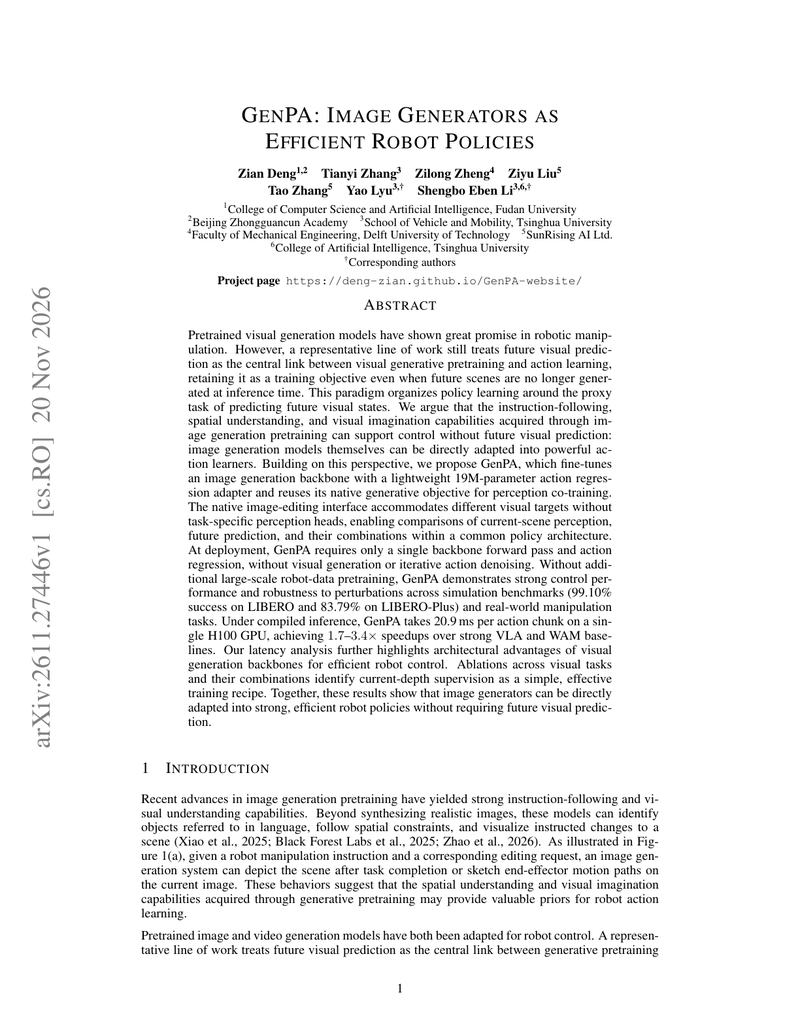 GENPA: IMAGE GENERATORS AS
EFFICIENT ROBOT POLICIES
Zian Deng1,2 Tianyi Zhang3 Zilong Zheng4 Ziyu Liu5
Tao Zhang5 Yao Lyu3,† Shengbo Eben Li3,6,†
1College of Computer Science and Artificial Intelligence, Fudan University
2Beijing Zhongguancun Academy 3School of Vehicle and Mobility, Tsinghua University
4Faculty of Mechanical Engineering, Delft University of Technology 5SunRising AI Ltd.
6College of Artificial Intelligence, Tsinghua University
†Corresponding authors
Project page https://deng-zian.github.io/GenPA-website/
ABSTRACT
Pretrained visual generation models have shown great promise in robotic manip-
ulation. However, a representative line of work still treats future visual predic-
tion as the central link between visual generative pretraining and action learning,
retaining it as a training objective even when future scenes are no longer gener-
ated at inference time. This paradigm organizes policy learning around the proxy
task of predicting future visual states. We argue that the instruction-following,
spatial understanding, and visual imagination capabilities acquired through im-
age generation pretraining can support control without future visual prediction:
image generation models themselves can be directly adapted into powerful ac-
tion learners. Building on this perspective, we propose GenPA, which fine-tunes
an image generation backbone with a lightweight 19M-parameter action regres-
sion adapter and reuses its native generative objective for perception co-training.
The native image-editing interface accommodates different visual targets without
task-specific perception heads, enabling comparisons of current-scene perception,
future prediction, and their combinations within a common policy architecture.
At deployment, GenPA requires only a single backbone forward pass and action
regression, without visual generation or iterative action denoising. Without addi-
tional large-scale robot-data pretraining, GenPA demonstrates strong control per-
formance and robustness to perturbations across simulation benchmarks (99.10%
success on LIBERO and 83.79% on LIBERO-Plus) and real-world manipulation
tasks. Under compiled inference, GenPA takes 20.9 ms per action chunk on a sin-
gle H100 GPU, achieving 1.7–3.4× speedups over strong VLA and WAM base-
lines. Our latency analysis further highlights architectural advantages of visual
generation backbones for efficient robot control. Ablations across visual tasks
and their combinations identify current-depth supervision as a simple, effective
training recipe. Together, these results show that image generators can be directly
adapted into strong, efficient robot policies without requiring future visual predic-
tion.
1 INTRODUCTION
Recent advances in image generation pretraining have yielded strong instruction-following and vi-
sual understanding capabilities. Beyond synthesizing realistic images, these models can identify
objects referred to in language, follow spatial constraints, and visualize instructed changes to a
scene (Xiao et al., 2025; Black Forest Labs et al., 2025; Zhao et al., 2026). As illustrated in Fig-
ure 1(a), given a robot manipulation instruction and a corresponding editing request, an image gen-
eration system can depict the scene after task completion or sketch end-effector motion paths on
the current image. These behaviors suggest that the spatial understanding and visual imagination
capabilities acquired through generative pretraining may provide valuable priors for robot action
learning.
Pretrained image and video generation models have both been adapted for robot control. A represen-
tative line of work treats future visual prediction as the central link between generative pretraining
1
arXiv:2611.27446v1 [cs.RO] 20 Nov 2026